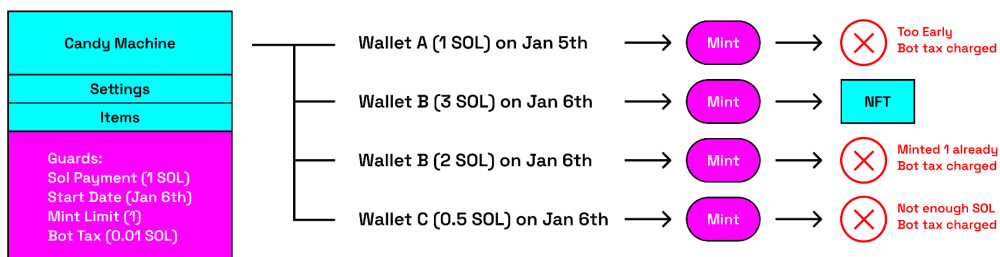 Candy Machine
Settings
Items
Guards:
Sol Payment (1 SOL)
Start Date (Jan 6th)
Mint Limit (1)
Bot Tax (0.01 SOL)
Wallet A (1 SOL) on Jan 5th
Mint
Too Early
Bot tax charged
Wallet B (3 SOL) on Jan 6th
Mint
NFT
Wallet B (2 SOL) on Jan 6th
Mint
Minted 1 already
Bot tax charged
Wallet C (0.5 SOL) on Jan 6th
Mint
Not enough SOL
Bot tax charged